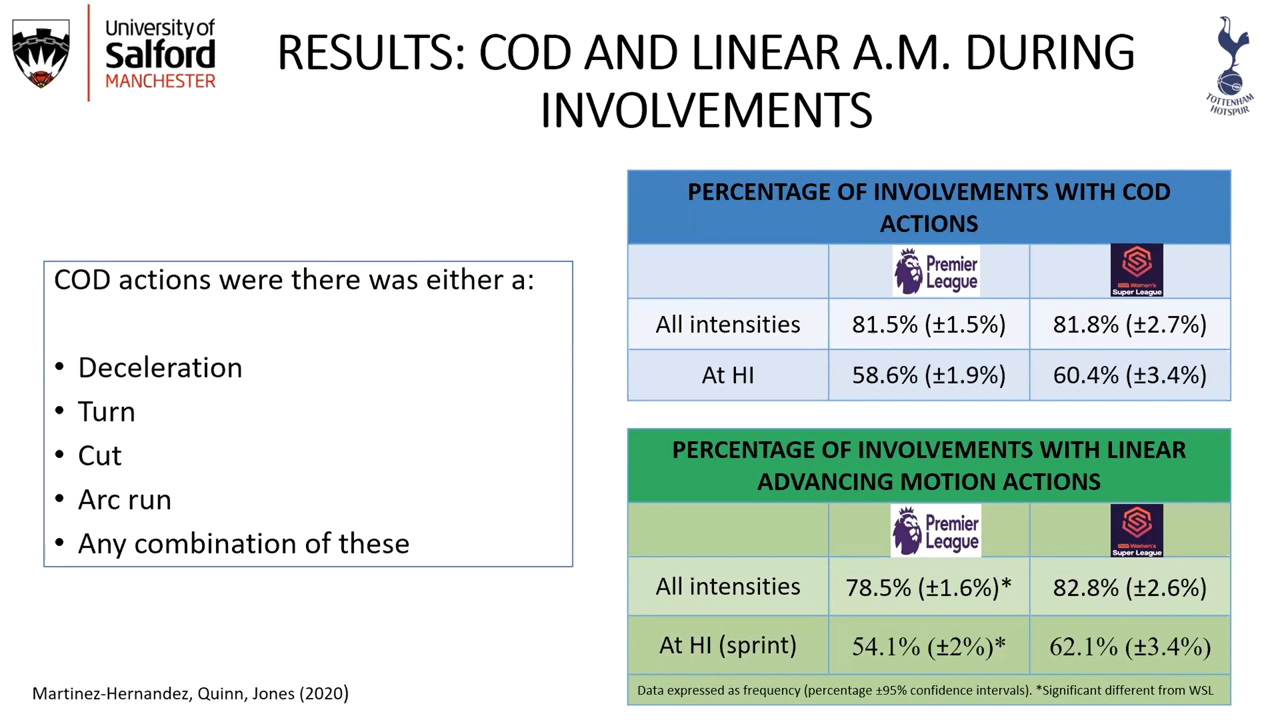 University of
Salford
MANCHESTER
RESULTS: COD AND LINEAR A.M. DURING
INVOLVEMENTS
TOTTENHAM
HOTSPUR
COD actions were there was either a:
• Deceleration
• Turn
• Cut
• Arc run
• Any combination of these
PERCENTAGE OF INVOLVEMENTS WITH COD
ACTIONS
Premier
League
Women's
Super League
All intensities 81.5% (±1.5%) 81.8% (±2.7%)
At HI 58.6% (±1.9%) 60.4% (±3.4%)
PERCENTAGE OF INVOLVEMENTS WITH LINEAR
ADVANCING MOTION ACTIONS
Premier
League
Women's
Super League
All intensities 78.5% (±1.6%)* 82.8% (±2.6%)
At HI (sprint) 54.1% (±2%)* 62.1% (±3.4%)
Data expressed as frequency (percentage ±95% confidence intervals). *Significant different from WSL
Martinez-Hernandez, Quinn, Jones (2020)